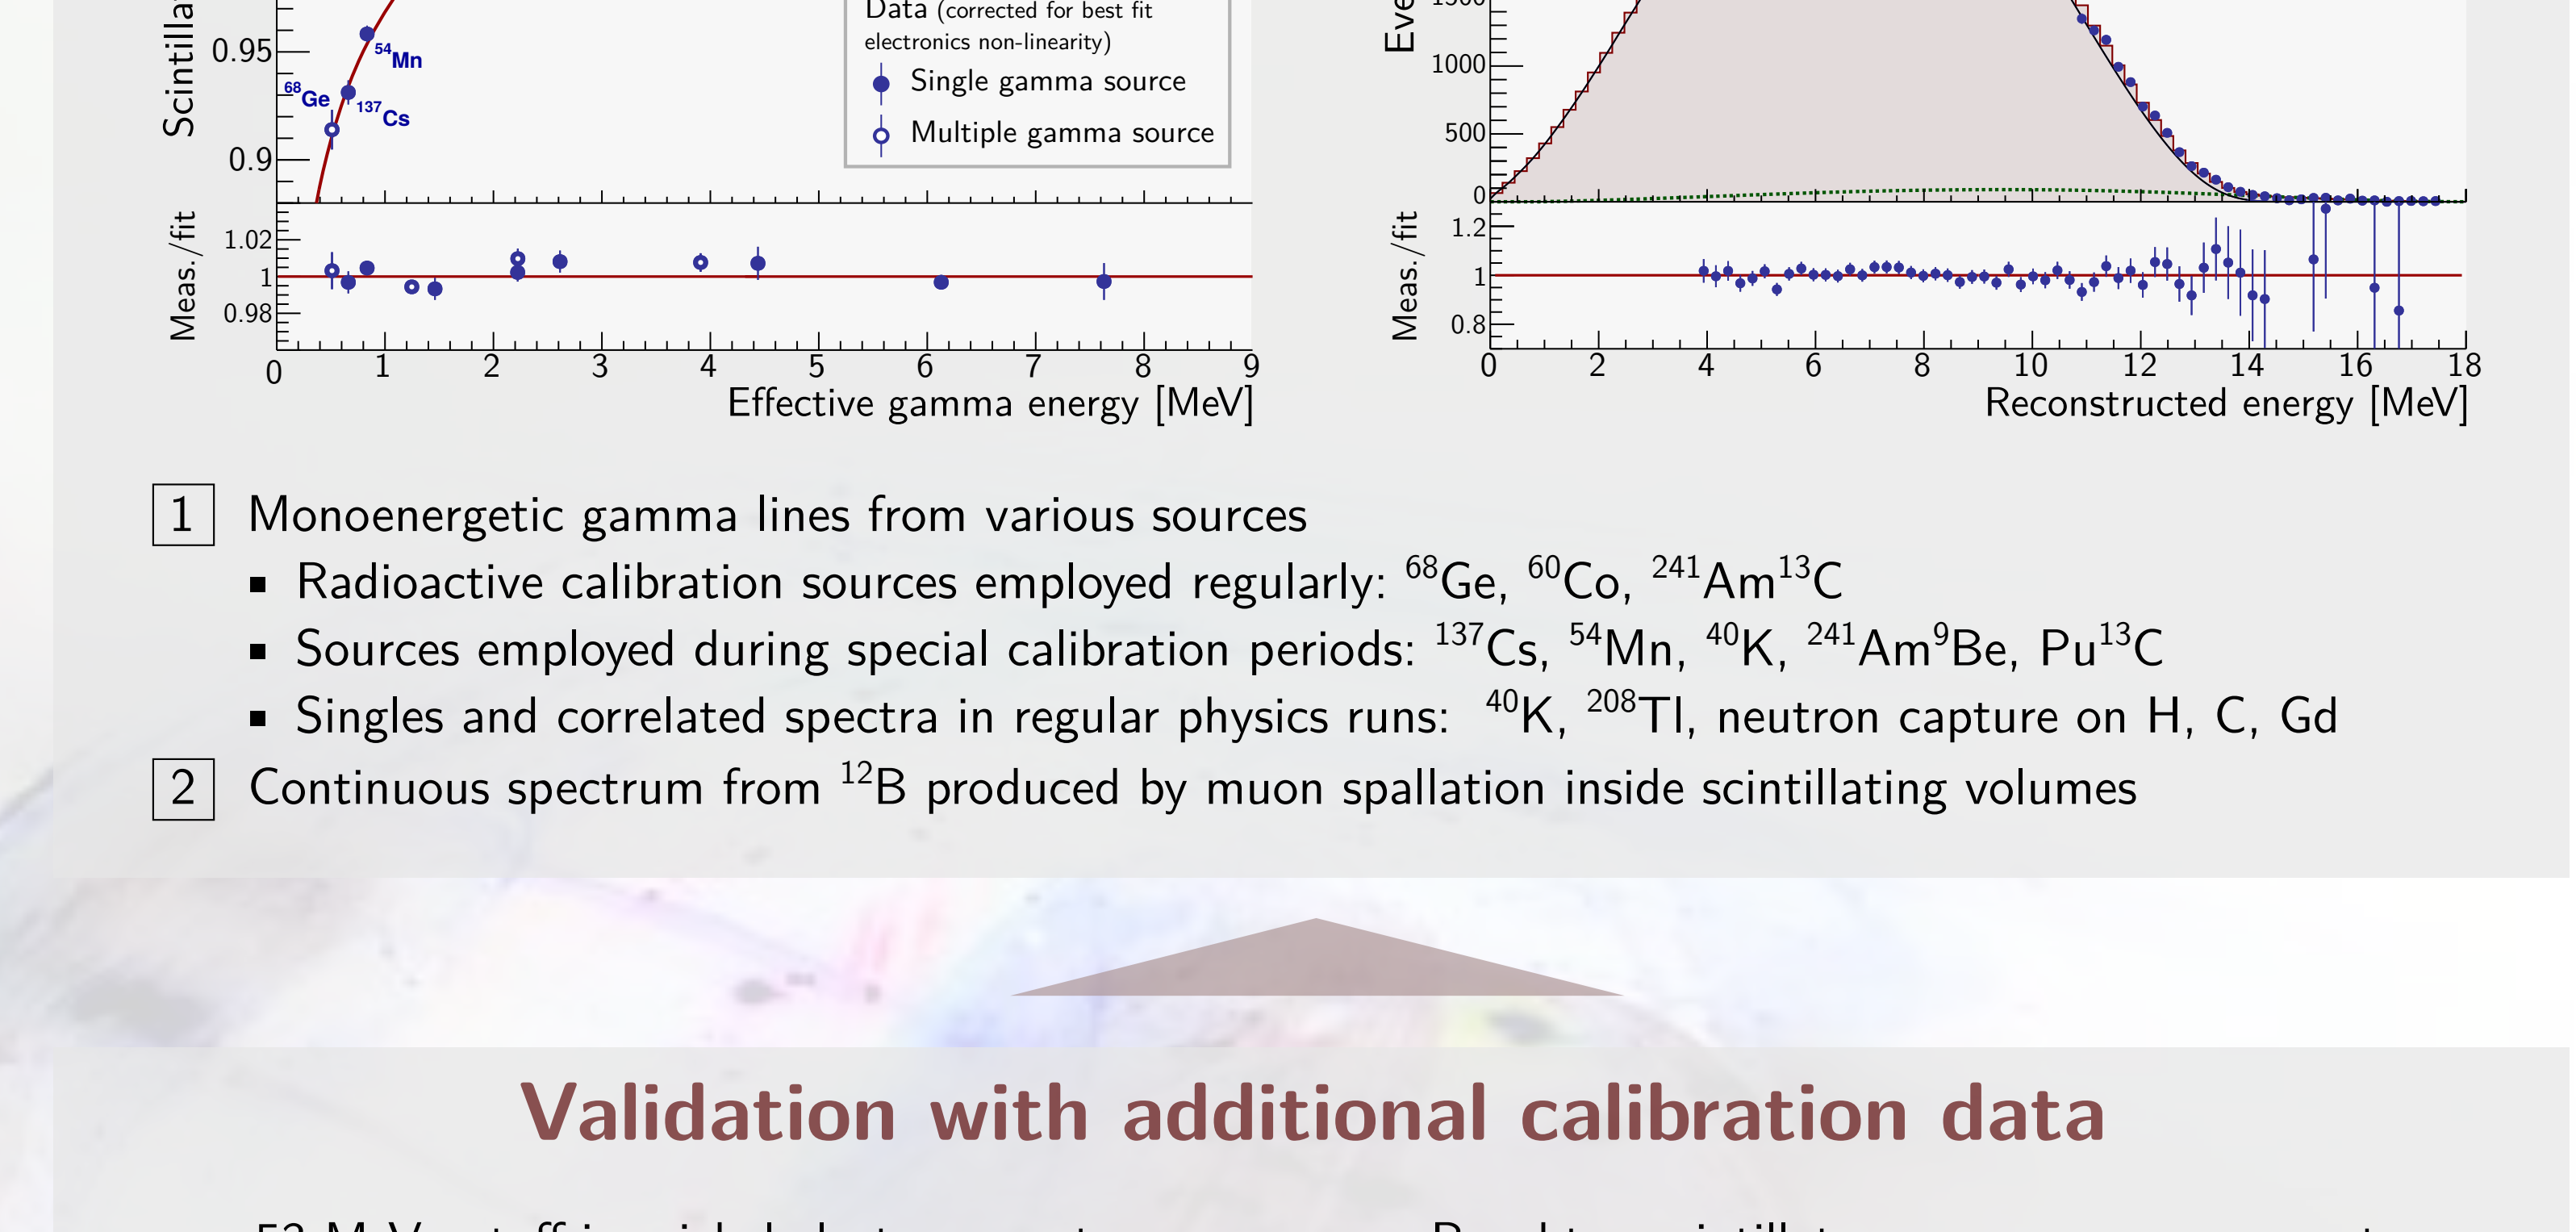 Scintilla
0.95
0.9
54Mn
68Ge
137Cs
Data (corrected for best fit
electronics non-linearity)
Single gamma source
Multiple gamma source
Meas./fit
1.02
1
0.98
0 1 2 3 4 5 6 7 8 9
Effective gamma energy [MeV]
Eve
1500
1000
500
0
Meas./fit
1.2
1
0.8
0 2 4 6 8 10 12 14 16 18
Reconstructed energy [MeV]
1 Monoenergetic gamma lines from various sources
▪ Radioactive calibration sources employed regularly: 68Ge, 60Co, 241Am13C
▪ Sources employed during special calibration periods: 137Cs, 54Mn, 40K, 241Am9Be, Pu13C
▪ Singles and correlated spectra in regular physics runs: 40K, 208Tl, neutron capture on H, C, Gd
2 Continuous spectrum from 12B produced by muon spallation inside scintillating volumes
Validation with additional calibration data